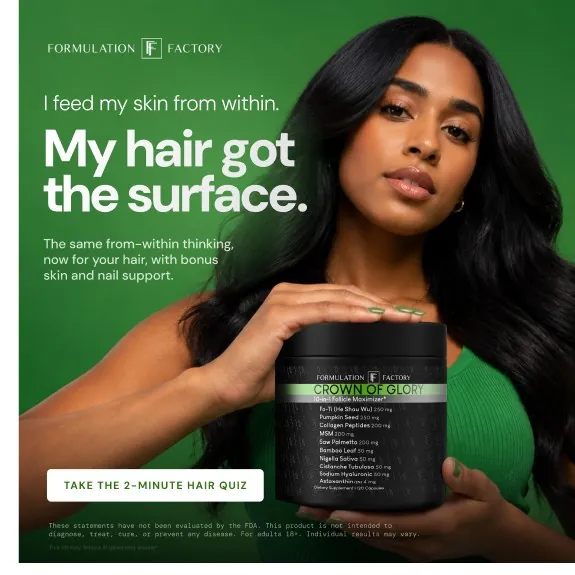 FORMULATION F FACTORY
I feed my skin from within.
My hair got
the surface.
The same from-within thinking,
now for your hair, with bonus
skin and nail support.
FORMULATION F FACTORY
CROWN OF GLORY
10-in-1 Follicle Maximizer*
Fo-Ti (He Shou Wu) 250 mg
Pumpkin Seed 250 mg
Collagen Peptides 200 mg
MSM 200 mg
Saw Palmetto 200 mg
Bamboo Leaf 50 mg
Nigella Sativa 50 mg
Cistanche Tubulosa 50 mg
Sodium Hyaluronic 50 mg
Astaxanthin 4 mg
Dietary Supplement | 120 Capsules
TAKE THE 2-MINUTE HAIR QUIZ
These statements have not been evaluated by the FDA. This product is not intended to
diagnose, treat, cure, or prevent any disease. For adults 18+. Individual results may vary.